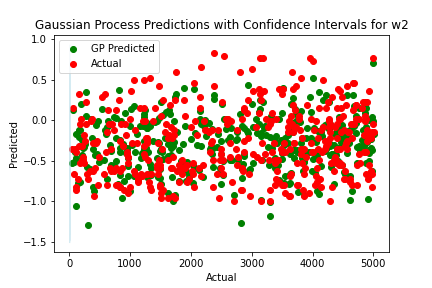 Gaussian Process Predictions with Confidence Intervals for w2
GP Predicted
Actual
1.0
0.5
0.0
−0.5
−1.0
−1.5
Predicted
0
1000
2000
3000
4000
5000
Actual